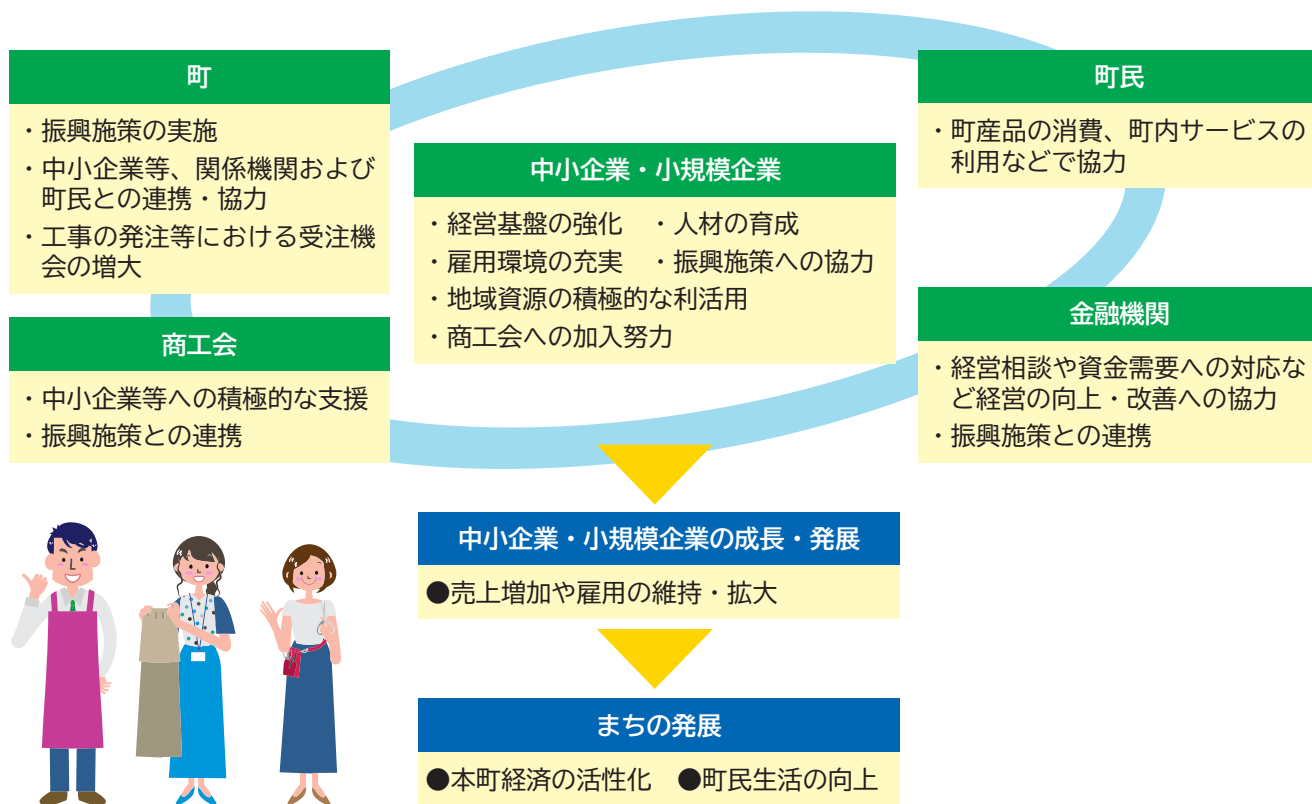 町
・振興施策の実施
・中小企業等、関係機関および
町民との連携・協力
・工事の発注等における受注機
会の増大
商工会
・中小企業等への積極的な支援
・振興施策との連携
中小企業・小規模企業
・経営基盤の強化　・人材の育成
・雇用環境の充実　・振興施策への協力
・地域資源の積極的な利活用
・商工会への加入努力
町民
・町産品の消費、町内サービスの
利用などで協力
金融機関
・経営相談や資金需要への対応な
ど経営の向上・改善への協力
・振興施策との連携
中小企業・小規模企業の成長・発展
●売上増加や雇用の維持・拡大
まちの発展
●本町経済の活性化　●町民生活の向上